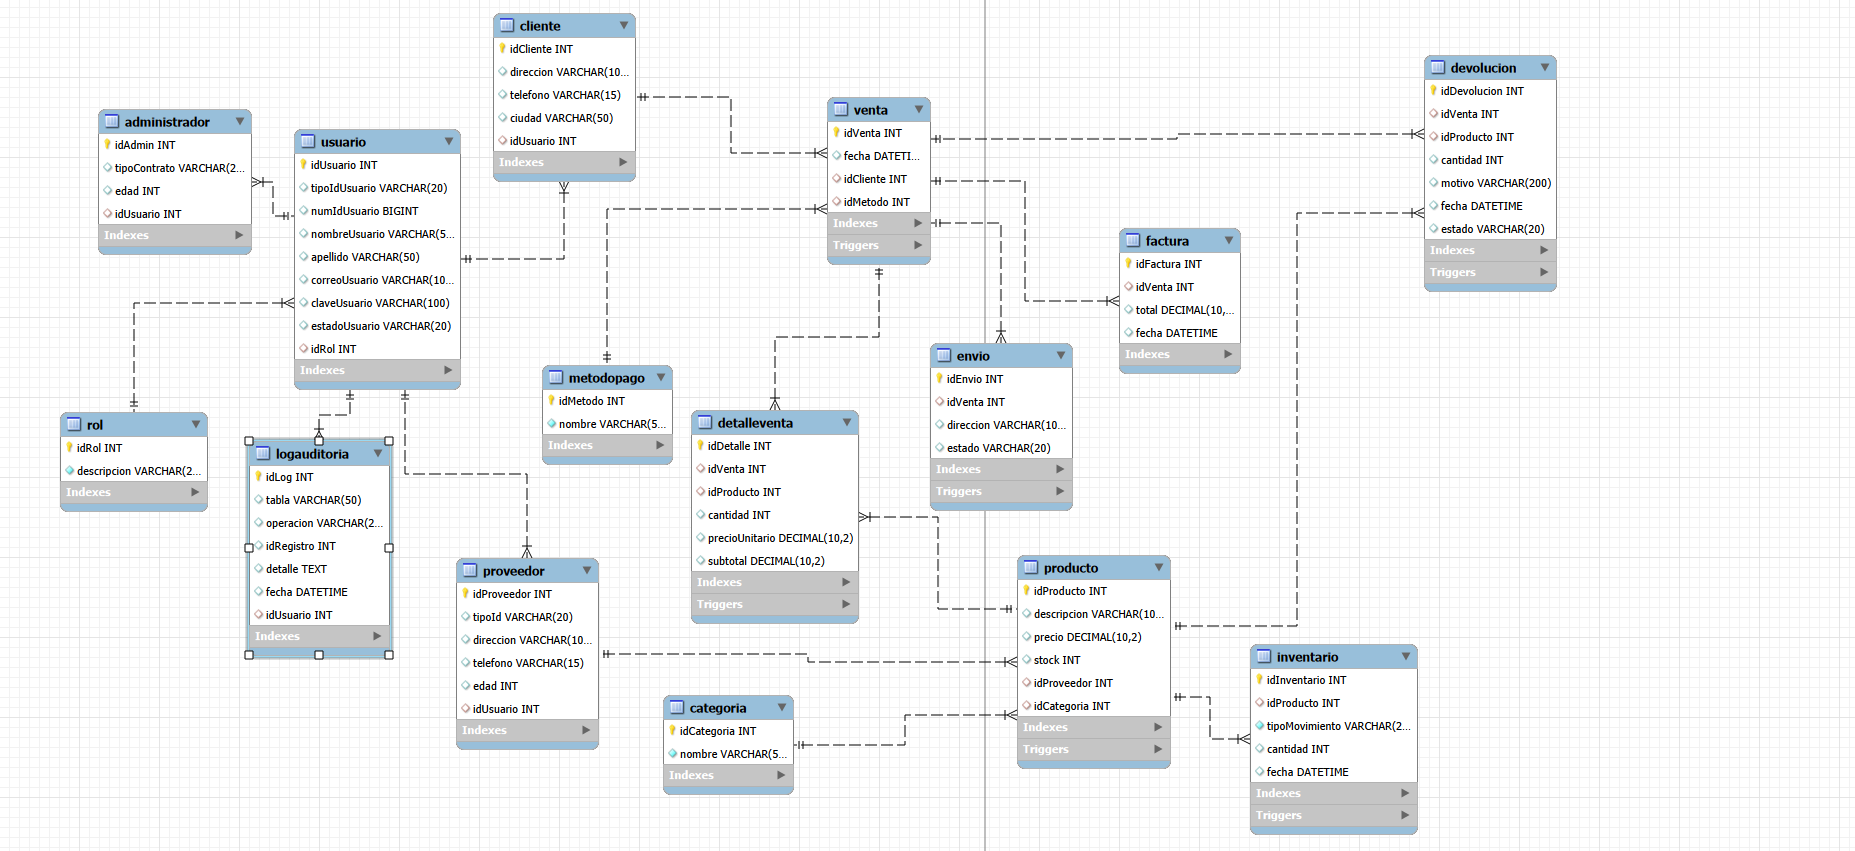 cliente
idCliente INT
direccion VARCHAR(10...
telefono VARCHAR(15)
ciudad VARCHAR(50)
idUsuario INT
Indexes
administrador
idAdmin INT
tipoContrato VARCHAR(2...
edad INT
idUsuario INT
Indexes
usuario
idUsuario INT
tipoIdUsuario VARCHAR(20)
numIdUsuario BIGINT
nombreUsuario VARCHAR(5...
apellido VARCHAR(50)
correoUsuario VARCHAR(10...
claveUsuario VARCHAR(100)
estadoUsuario VARCHAR(20)
idRol INT
Indexes
venta
idVenta INT
fecha DATETI...
idCliente INT
idMetodo INT
Indexes
Triggers
devolucion
idDevolucion INT
idVenta INT
idProducto INT
cantidad INT
motivo VARCHAR(200)
fecha DATETIME
estado VARCHAR(20)
Indexes
Triggers
factura
idFactura INT
idVenta INT
total DECIMAL(10,...
fecha DATETIME
Indexes
envio
idEnvio INT
idVenta INT
direccion VARCHAR(10...
estado VARCHAR(20)
Indexes
Triggers
metodopago
idMetodo INT
nombre VARCHAR(5...
Indexes
rol
idRol INT
descripcion VARCHAR(2...
Indexes
logauditoria
idLog INT
tabla VARCHAR(50)
operacion VARCHAR(2...
idRegistro INT
detalle TEXT
fecha DATETIME
idUsuario INT
Indexes
detalleventa
idDetalle INT
idVenta INT
idProducto INT
cantidad INT
precioUnitario DECIMAL(10,2)
subtotal DECIMAL(10,2)
Indexes
Triggers
proveedor
idProveedor INT
tipoId VARCHAR(20)
direccion VARCHAR(10...
telefono VARCHAR(15)
edad INT
idUsuario INT
Indexes
producto
idProducto INT
descripcion VARCHAR(10...
precio DECIMAL(10,2)
stock INT
idProveedor INT
idCategoria INT
Indexes
Triggers
categoria
idCategoria INT
nombre VARCHAR(5...
Indexes
inventario
idInventario INT
idProducto INT
tipoMovimiento VARCHAR(2...
cantidad INT
fecha DATETIME
Indexes
Triggers